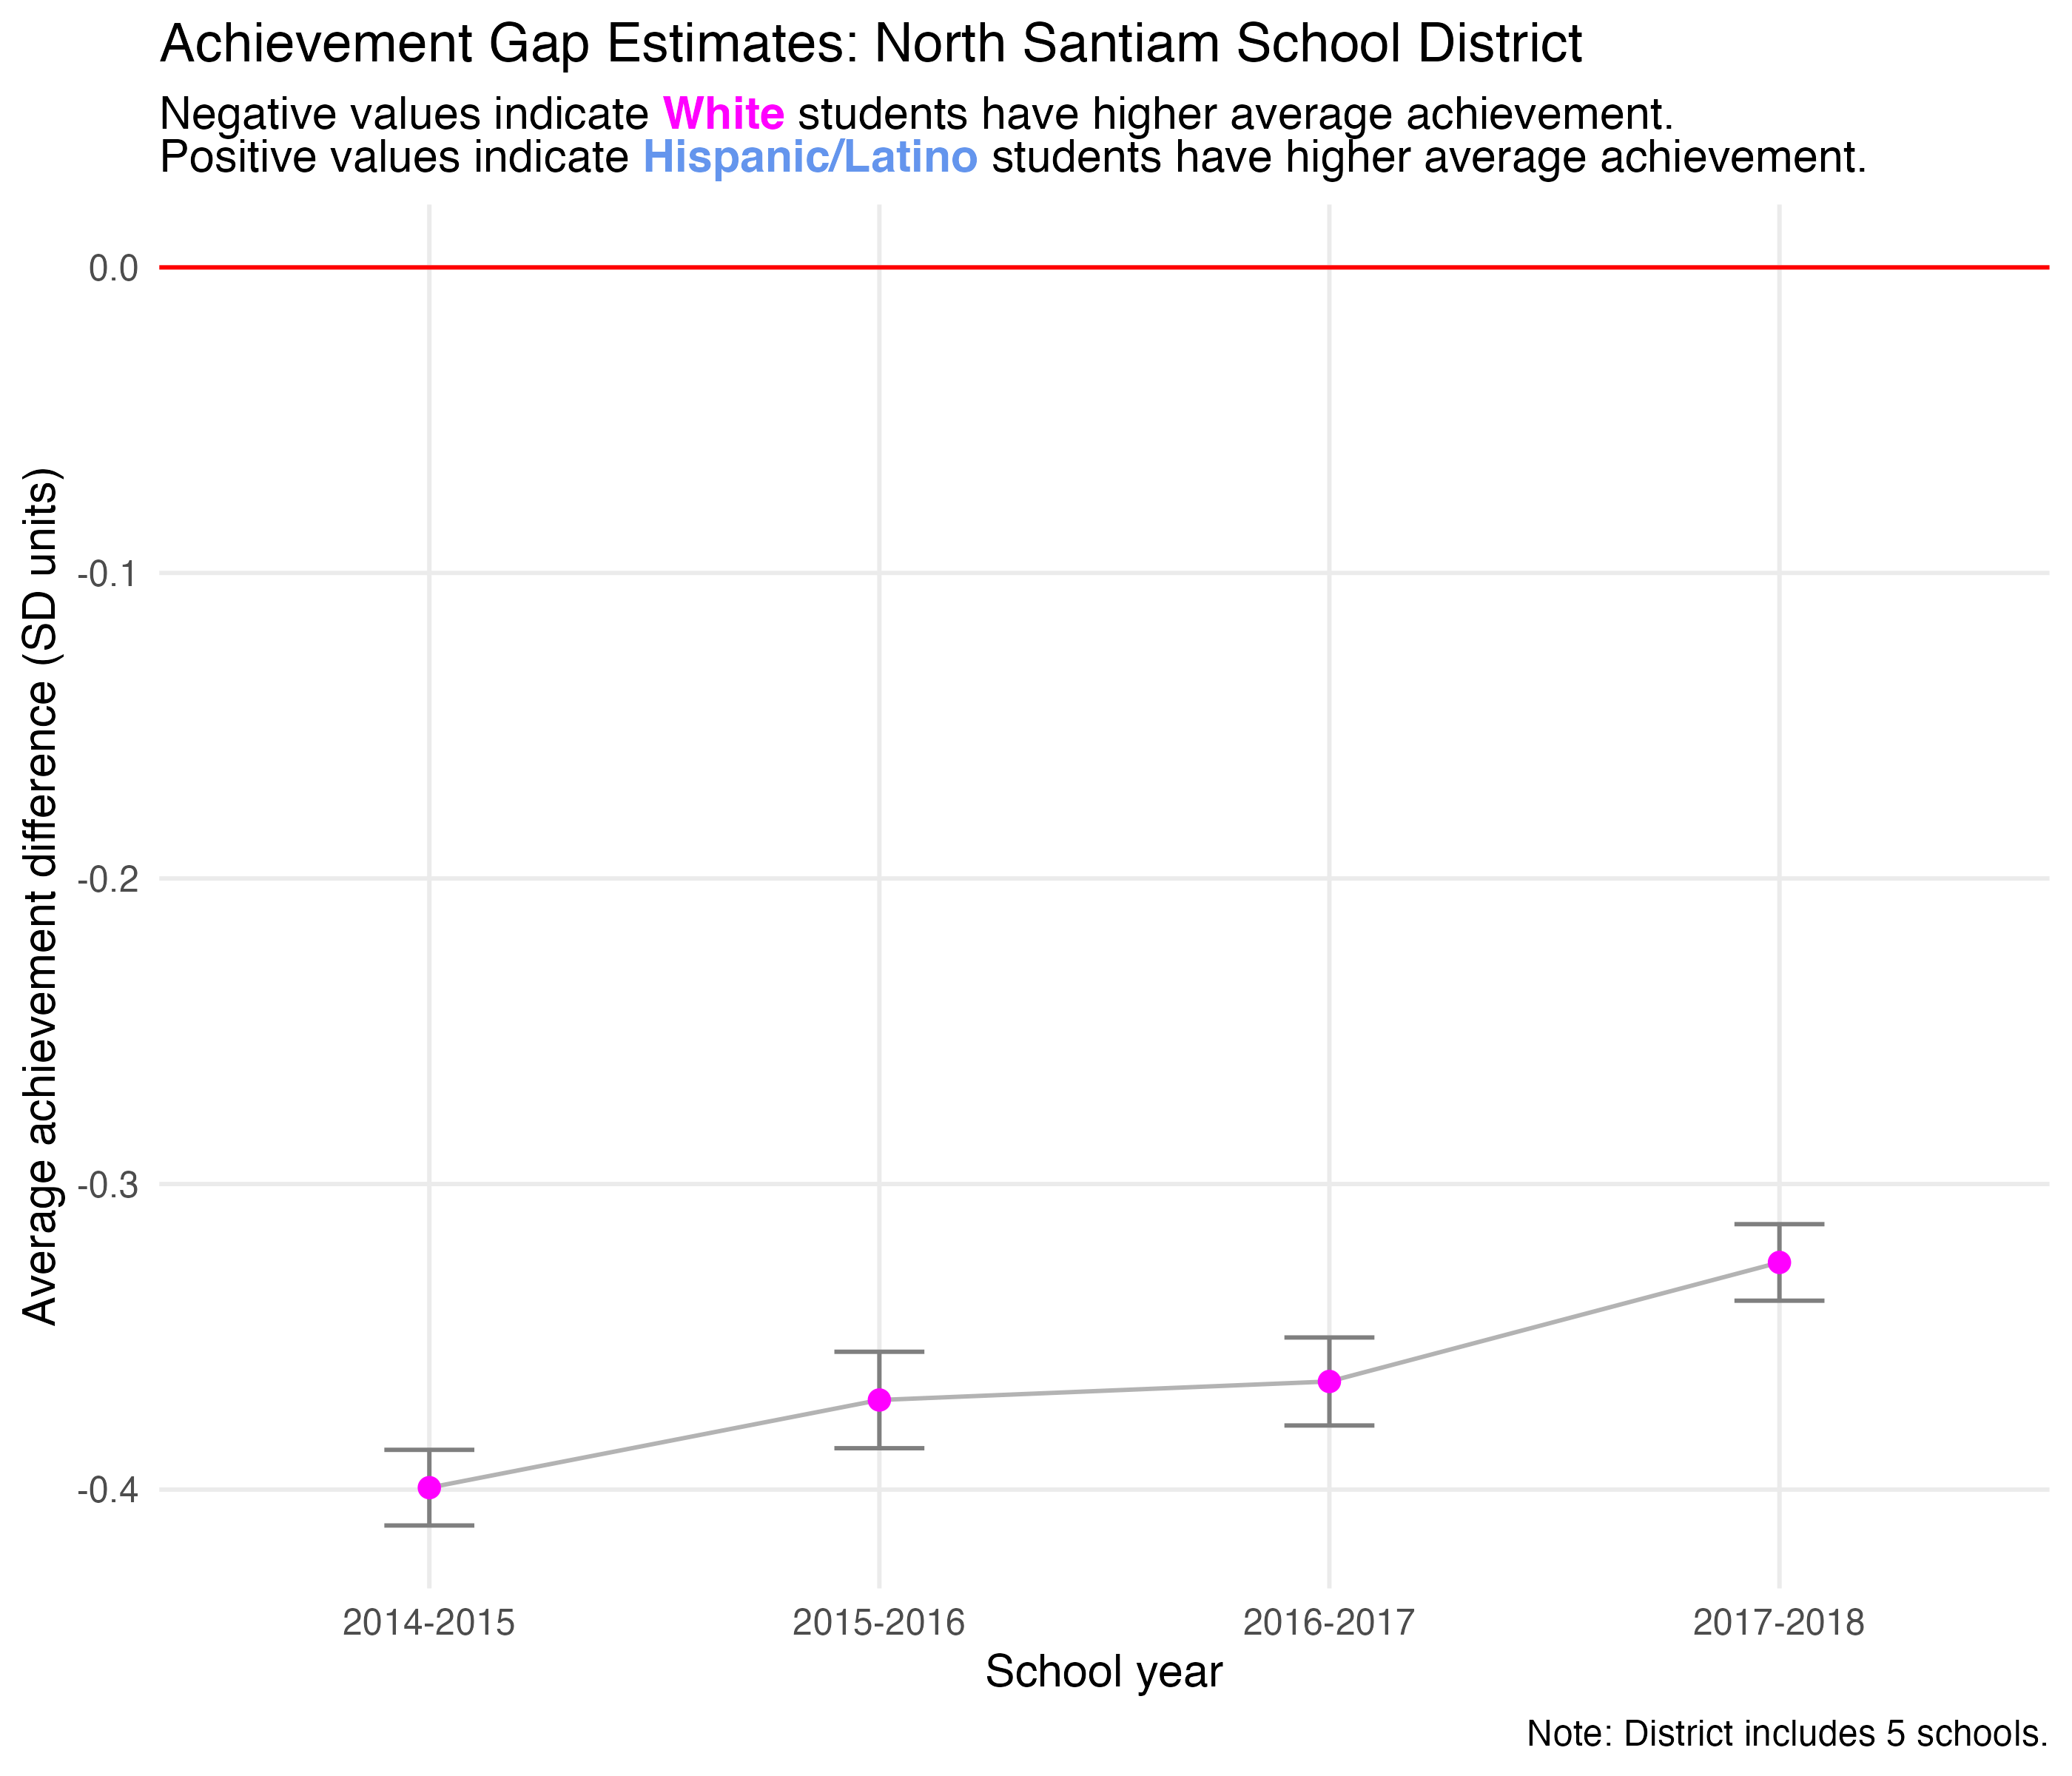 Achievement Gap Estimates: North Santiam School District
Negative values indicate White students have higher average achievement.
Positive values indicate Hispanic/Latino students have higher average achievement.
Average achievement difference (SD units)
0.0
-0.1
-0.2
-0.3
-0.4
2014-2015
2015-2016
2016-2017
2017-2018
School year
Note: District includes 5 schools.